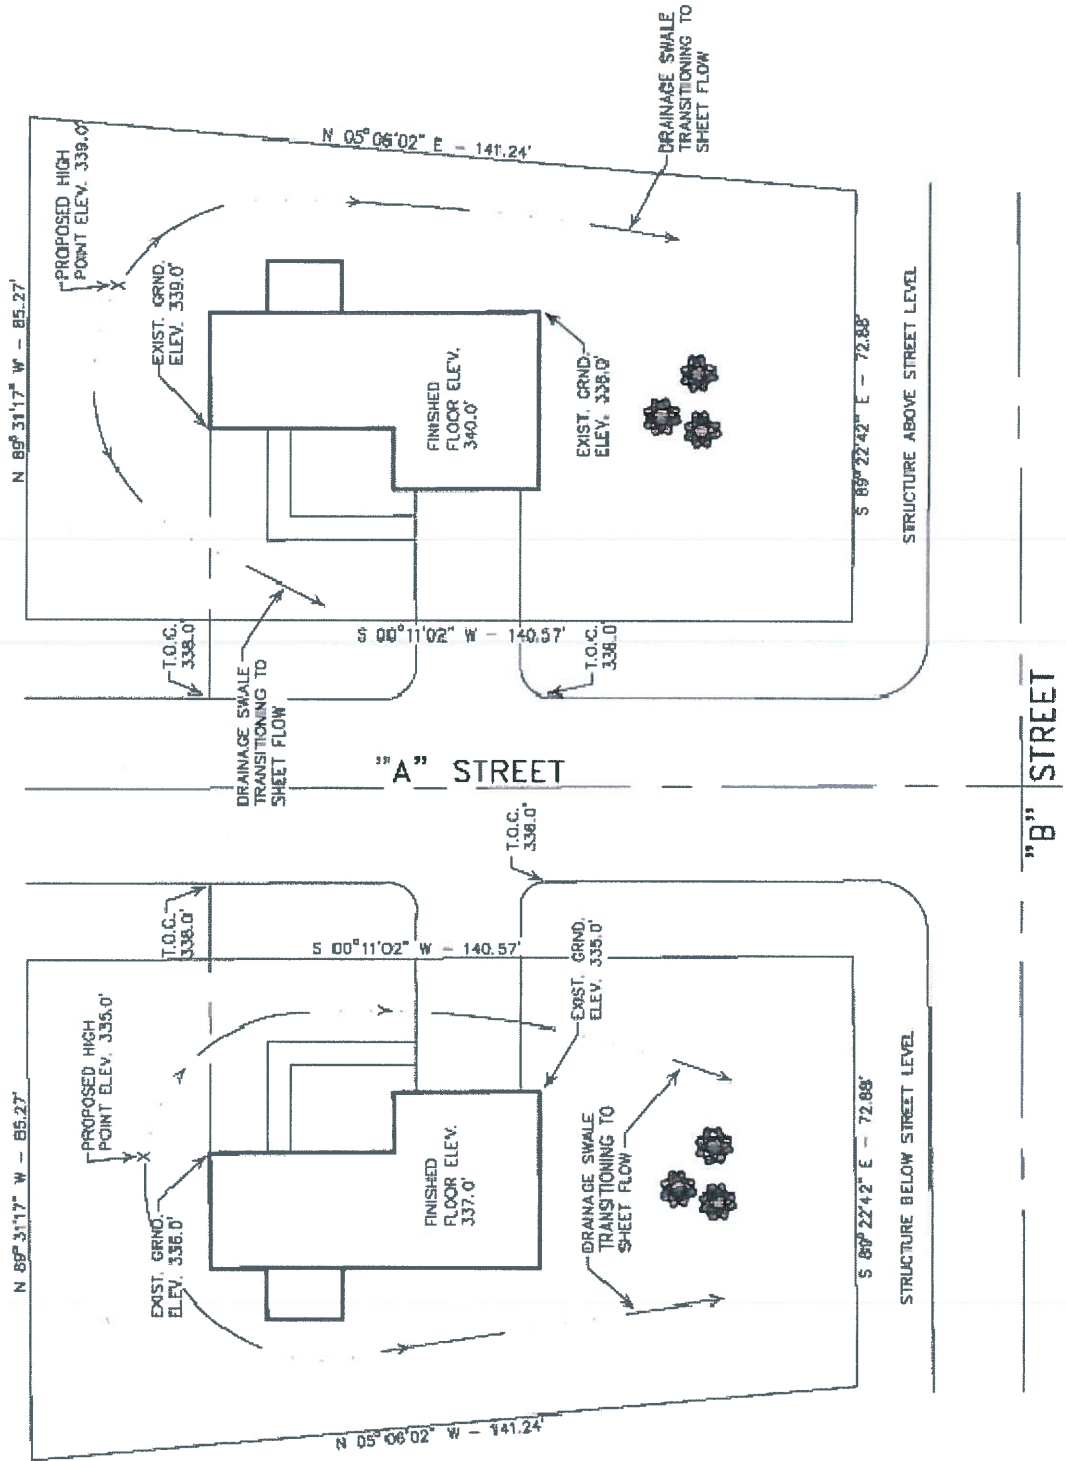 N 89° 31'17" W - 85.27'
PROPOSED HIGH
POINT ELEV. 339.0'
N 05° 06'02" E - 141.24'
EXIST. GRND.
ELEV. 339.0'
FINISHED
FLOOR ELEV.
340.0'
EXIST. GRND.
ELEV. 338.0'
DRAINAGE SWALE
TRANSITIONING TO
SHEET FLOW
S 89° 22'42" E - 72.88'
STRUCTURE ABOVE STREET LEVEL
S 00° 11'02" W - 140.57'
T.O.C.
338.0'
T.O.C.
338.0'
DRAINAGE SWALE
TRANSITIONING TO
SHEET FLOW
"A" STREET
"B" STREET
T.O.C.
338.0'
T.O.C.
338.0'
S 00° 11'02" W - 140.57'
N 89° 31'17" W - 85.27'
PROPOSED HIGH
POINT ELEV. 335.0'
EXIST. GRND.
ELEV. 336.0'
EXIST. GRND.
ELEV. 335.0'
FINISHED
FLOOR ELEV.
337.0'
DRAINAGE SWALE
TRANSITIONING TO
SHEET FLOW
S 89° 22'42" E - 72.88'
STRUCTURE BELOW STREET LEVEL
N 05° 06'02" W - 141.24'